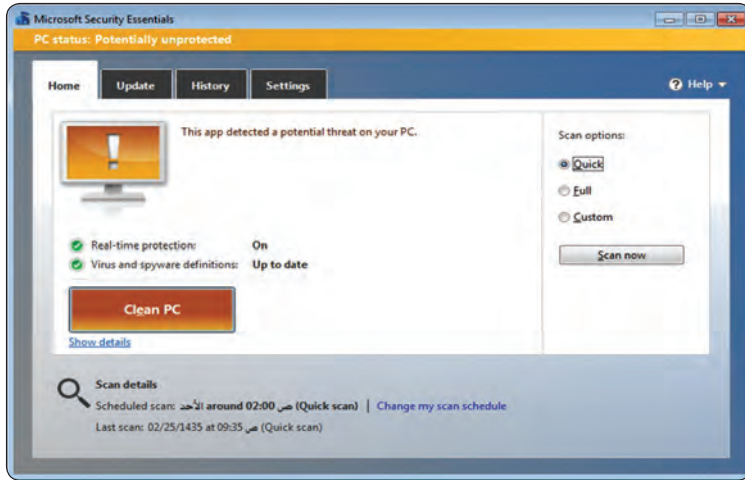 Microsoft Security Essentials
PC status: Potentially unprotected
Home
Update
History
Settings
Help
This app detected a potential threat on your PC.
Real-time protection: On
Virus and spyware definitions: Up to date
Clean PC
Show details
Scan options:
Quick
Full
Custom
Scan now
Scan details
Scheduled scan: الأحد around 02:00 ص (Quick scan) | Change my scan schedule
Last scan: 02/25/1435 at 09:35 ص (Quick scan)